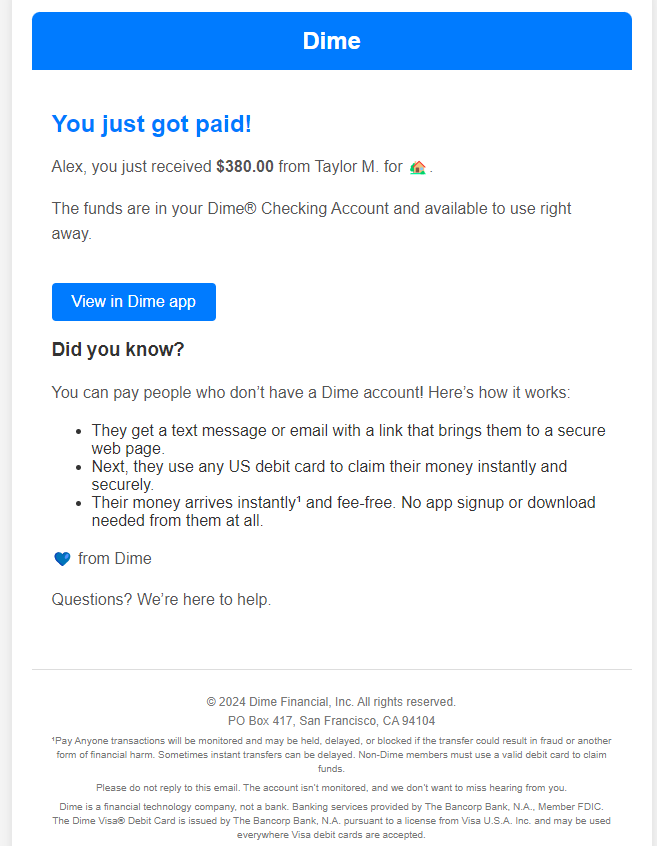 Dime
You just got paid!
Alex, you just received $380.00 from Taylor M. for 🏠.
The funds are in your Dime® Checking Account and available to use right
away.
View in Dime app
Did you know?
You can pay people who don’t have a Dime account! Here’s how it works:
• They get a text message or email with a link that brings them to a secure
web page.
• Next, they use any US debit card to claim their money instantly and
securely.
• Their money arrives instantly¹ and fee-free. No app signup or download
needed from them at all.
💙 from Dime
Questions? We’re here to help.
© 2024 Dime Financial, Inc. All rights reserved.
PO Box 417, San Francisco, CA 94104
¹Pay Anyone transactions will be monitored and may be held, delayed, or blocked if the transfer could result in fraud or another
form of financial harm. Sometimes instant transfers can be delayed. Non-Dime members must use a valid debit card to claim
funds.
Please do not reply to this email. The account isn’t monitored, and we don’t want to miss hearing from you.
Dime is a financial technology company, not a bank. Banking services provided by The Bancorp Bank, N.A., Member FDIC.
The Dime Visa® Debit Card is issued by The Bancorp Bank, N.A. pursuant to a license from Visa U.S.A. Inc. and may be used
everywhere Visa debit cards are accepted.